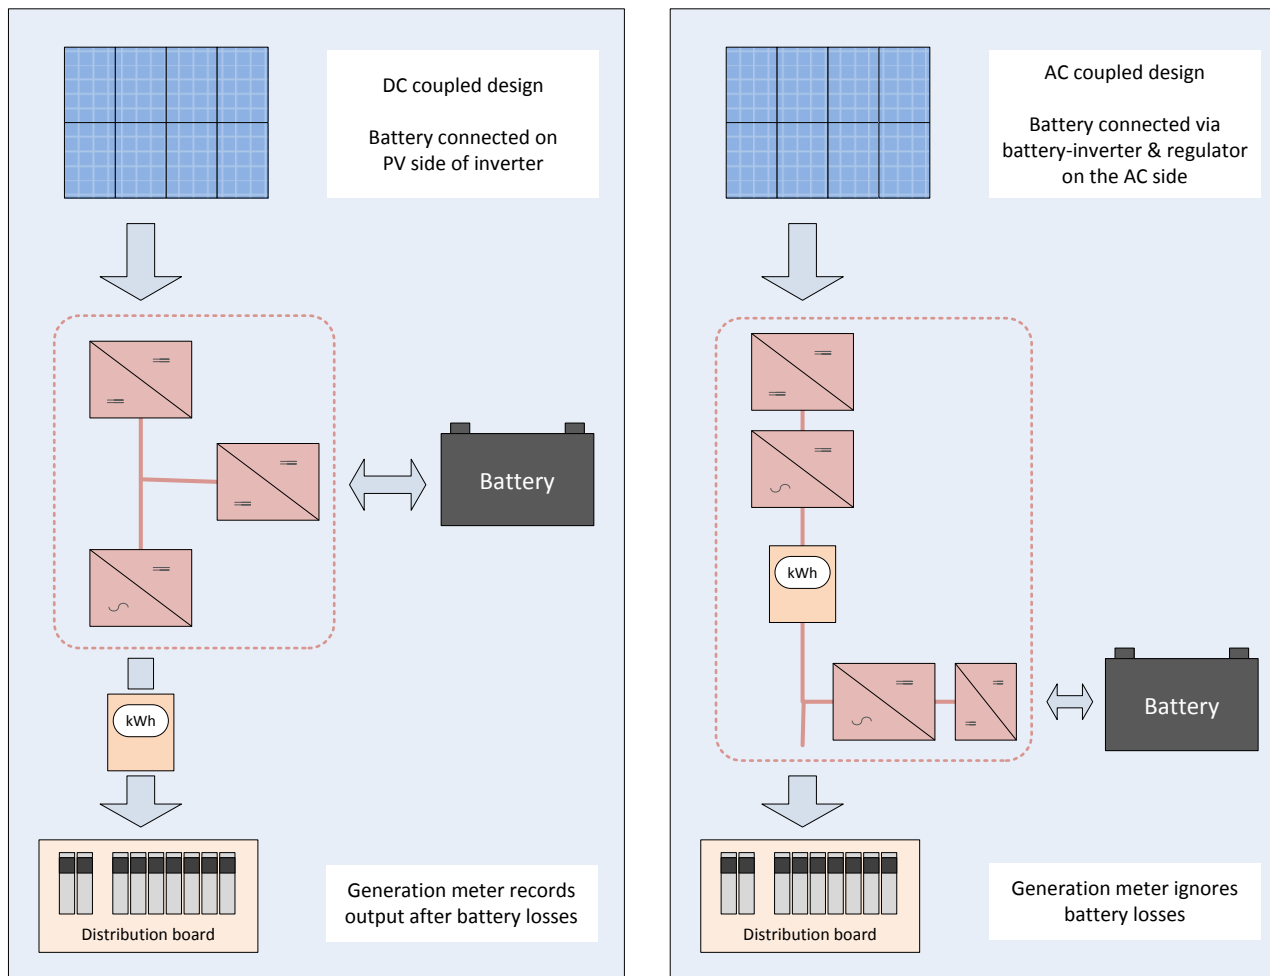 DC coupled design
Battery connected on
PV side of inverter
Battery
kWh
Distribution board
Generation meter records
output after battery losses
AC coupled design
Battery connected via
battery-inverter & regulator
on the AC side
kWh
Battery
Distribution board
Generation meter ignores
battery losses